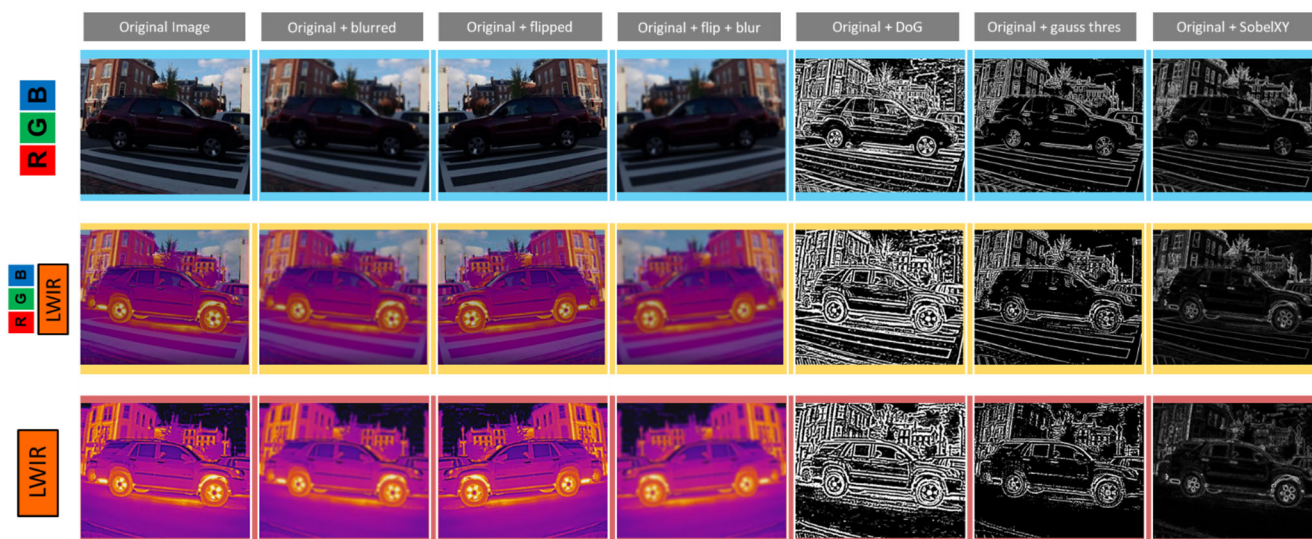 Original Image
Original + blurred
Original + flipped
Original + flip + blur
Original + DoG
Original + gauss thres
Original + SobelXY
R G B
R G B
LWIR
LWIR